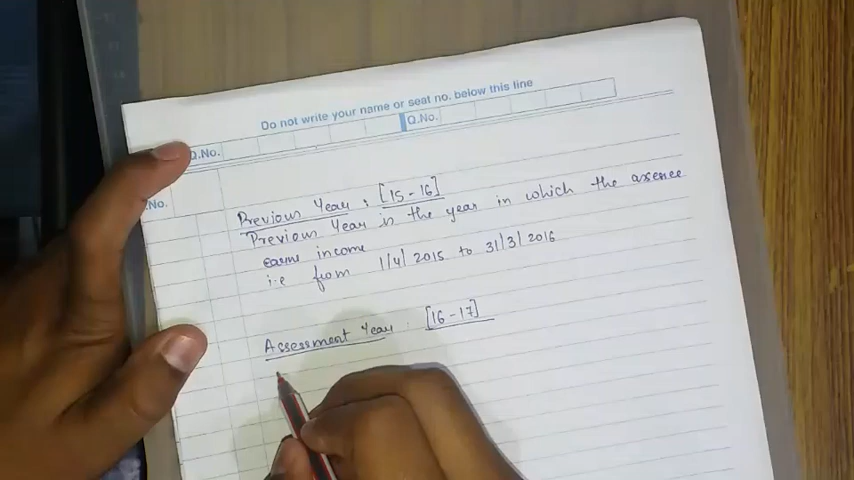 Do not write your name or seat no. below this line
Q.No. Q.No.
No.
Previous Year : [15-16]
Previous Year is the year in which the assesee
earns income
i.e from 1/4/2015 to 31/3/2016
Assessment Year : [16-17]